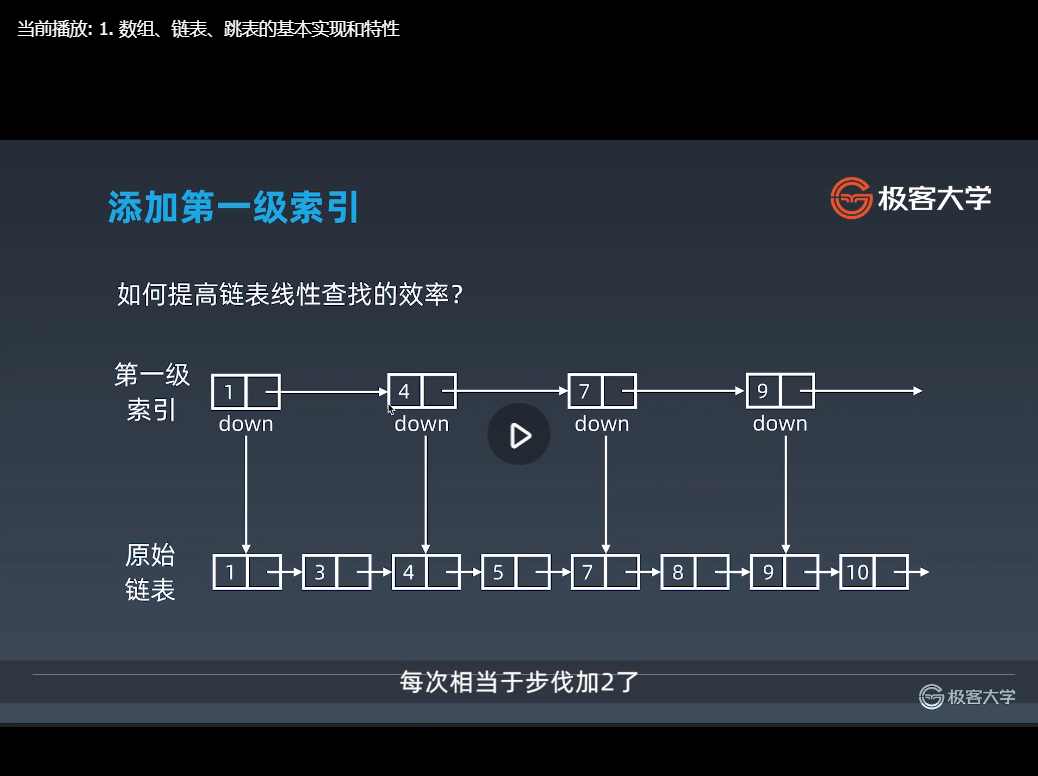 当前播放: 1. 数组、链表、跳表的基本实现和特性
添加第一级索引
极客大学
如何提高链表线性查找的效率？
第一级
索引
1 4 7 9
down down down down
原始
链表
1 3 4 5 7 8 9 10
每次相当于步伐加2了
极客大学